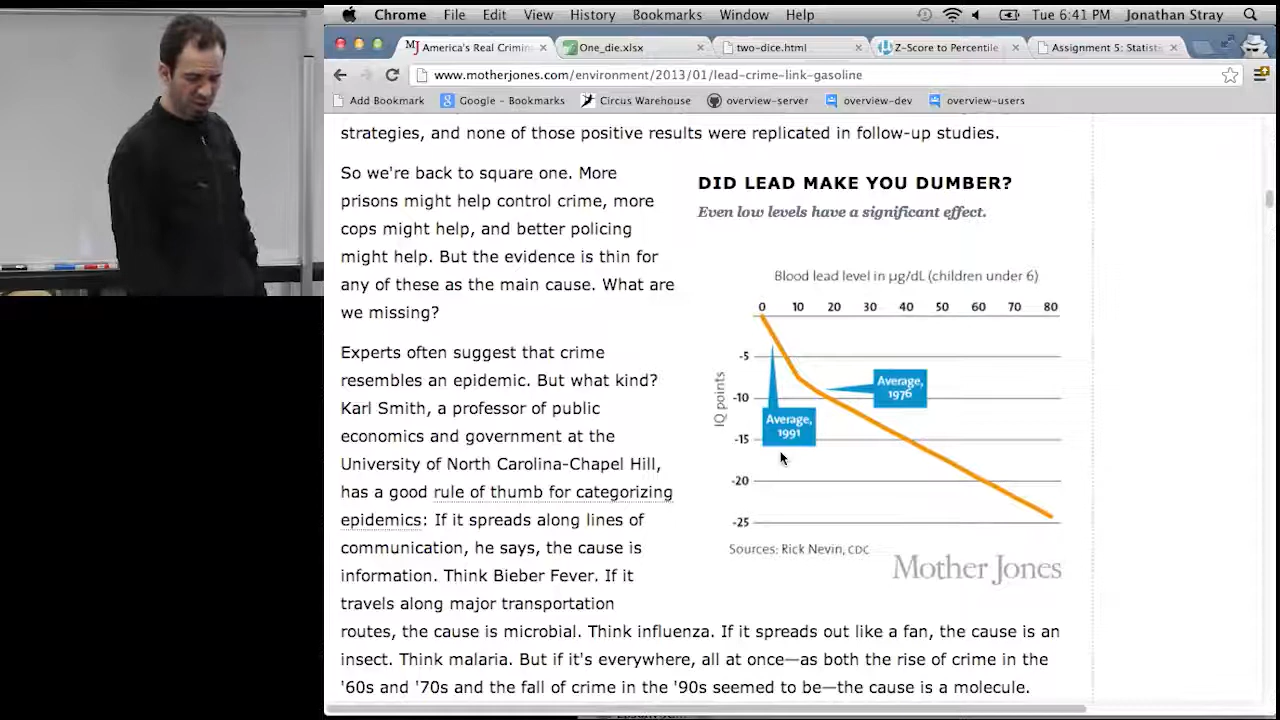 Chrome File Edit View History Bookmarks Window Help Tue 6:41 PM Jonathan Stray
America's Real Crimin One_die.xlsx two-dice.html Z-Score to Percentile Assignment 5: Statist
www.motherjones.com/environment/2013/01/lead-crime-link-gasoline
Add Bookmark Google - Bookmarks Circus Warehouse overview-server overview-dev overview-users
strategies, and none of those positive results were replicated in follow-up studies.
So we're back to square one. More
prisons might help control crime, more
cops might help, and better policing
might help. But the evidence is thin for
any of these as the main cause. What are
we missing?
Experts often suggest that crime
resembles an epidemic. But what kind?
Karl Smith, a professor of public
economics and government at the
University of North Carolina-Chapel Hill,
has a good rule of thumb for categorizing
epidemics: If it spreads along lines of
communication, he says, the cause is
information. Think Bieber Fever. If it
travels along major transportation
routes, the cause is microbial. Think influenza. If it spreads out like a fan, the cause is an
insect. Think malaria. But if it's everywhere, all at once—as both the rise of crime in the
'60s and '70s and the fall of crime in the '90s seemed to be—the cause is a molecule.
DID LEAD MAKE YOU DUMBER?
Even low levels have a significant effect.
Blood lead level in µg/dL (children under 6)
0 10 20 30 40 50 60 70 80
-5
-10
-15
-20
-25
IQ points
Average,
1976
Average,
1991
Sources: Rick Nevin, CDC
Mother Jones